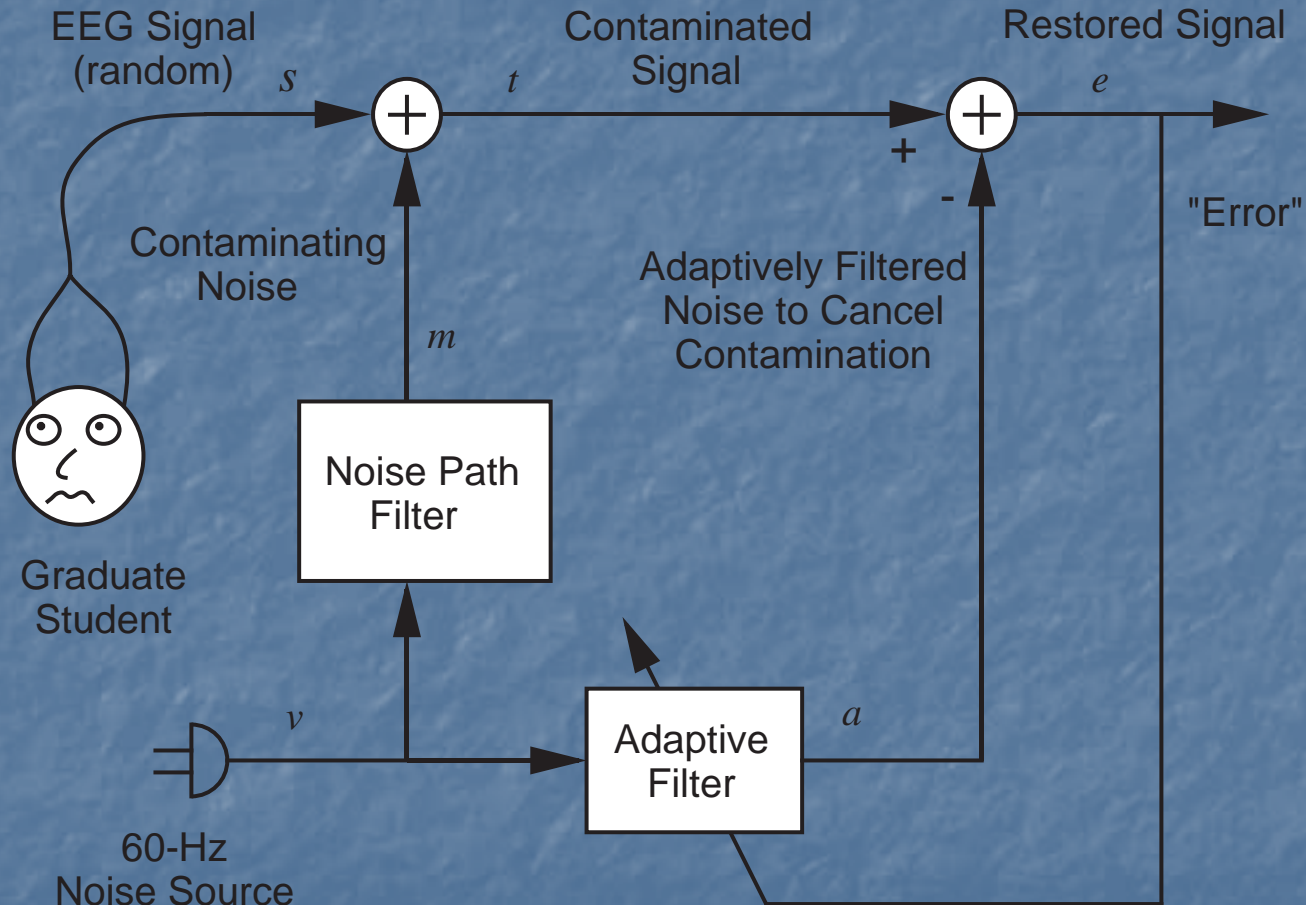 EEG Signal
(random)
s
t
Contaminated
Signal
Restored Signal
e
+
+
+
-
"Error"
Contaminating
Noise
m
Adaptively Filtered
Noise to Cancel
Contamination
Noise Path
Filter
Graduate
Student
v
Adaptive
Filter
a
60-Hz
Noise Source